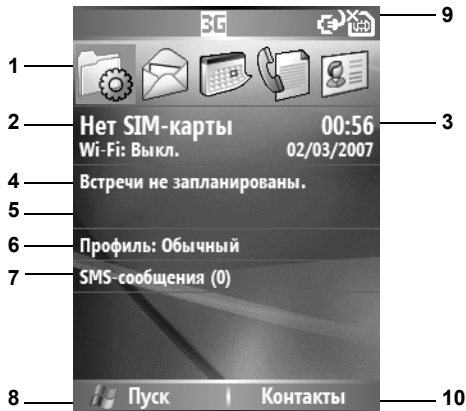 9
3G
1
2
Нет SIM-карты 00:56
3
Wi-Fi: Выкл. 02/03/2007
4
Встречи не запланированы.
5
6
Профиль: Обычный
7
SMS-сообщения (0)
8
Пуск Контакты
10